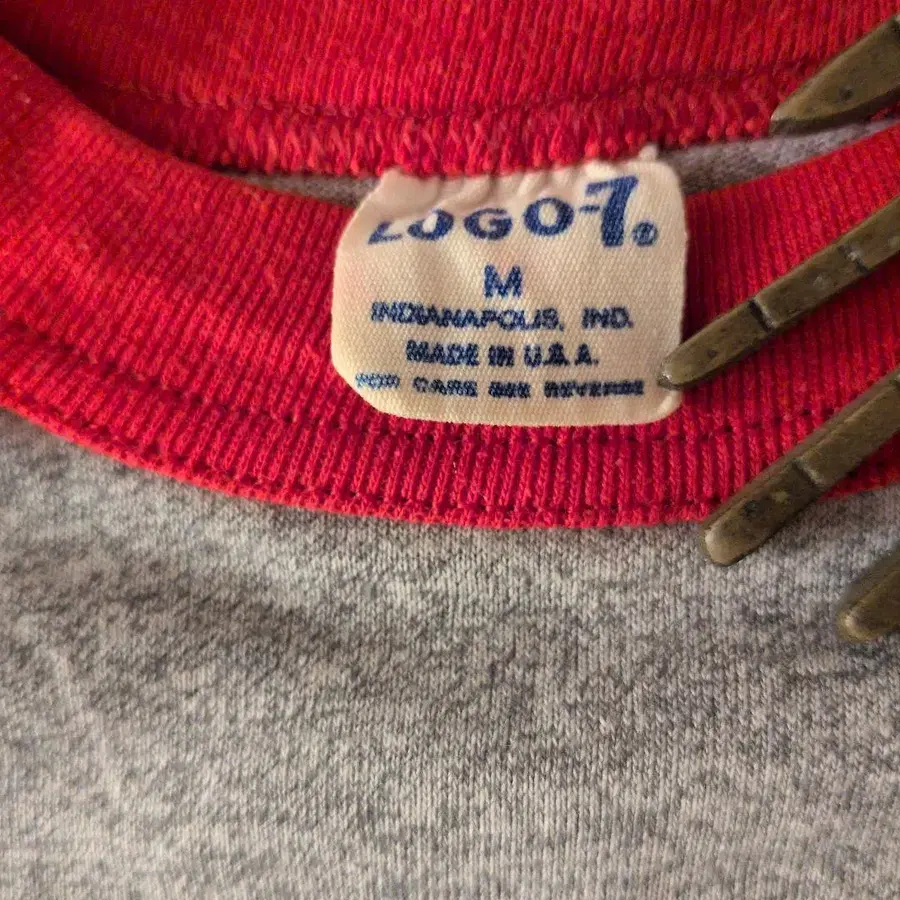 LOGO-7®
M
INDIANAPOLIS, IND.
MADE IN U.S.A.
FOR CARE SEE REVERSE